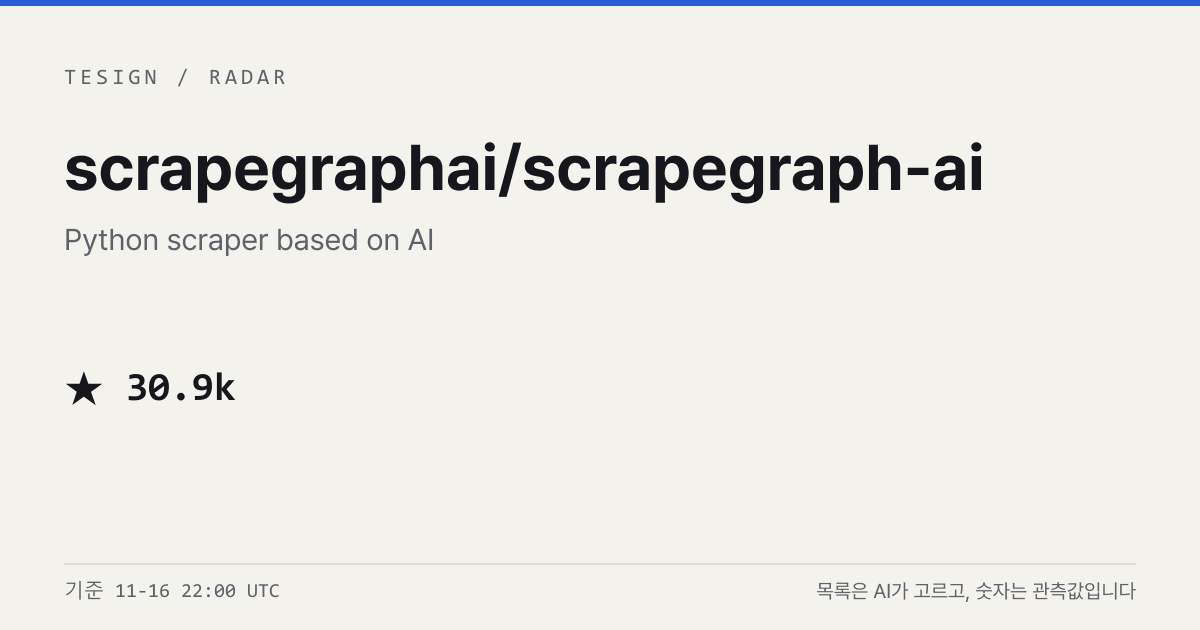 TESIGN / RADAR
scrapegraphai/scrapegraph-ai
Python scraper based on AI
★ 30.9k
기준 11-16 22:00 UTC
목록은 AI가 고르고, 숫자는 관측값입니다